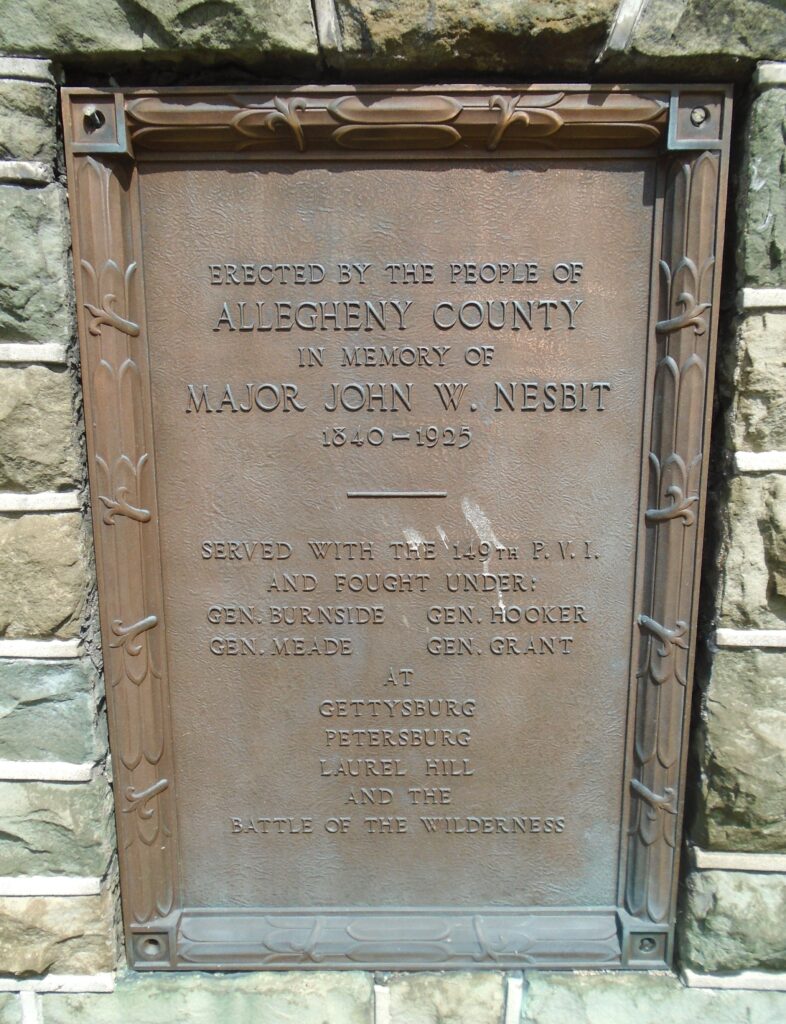 ERECTED BY THE PEOPLE OF
ALLEGHENY COUNTY
IN MEMORY OF
MAJOR JOHN W. NESBIT
1840 – 1925
SERVED WITH THE 149TH P. V. I.
AND FOUGHT UNDER:
GEN. BURNSIDE GEN. HOOKER
GEN. MEADE GEN. GRANT
AT
GETTYSBURG
PETERSBURG
LAUREL HILL
AND THE
BATTLE OF THE WILDERNESS